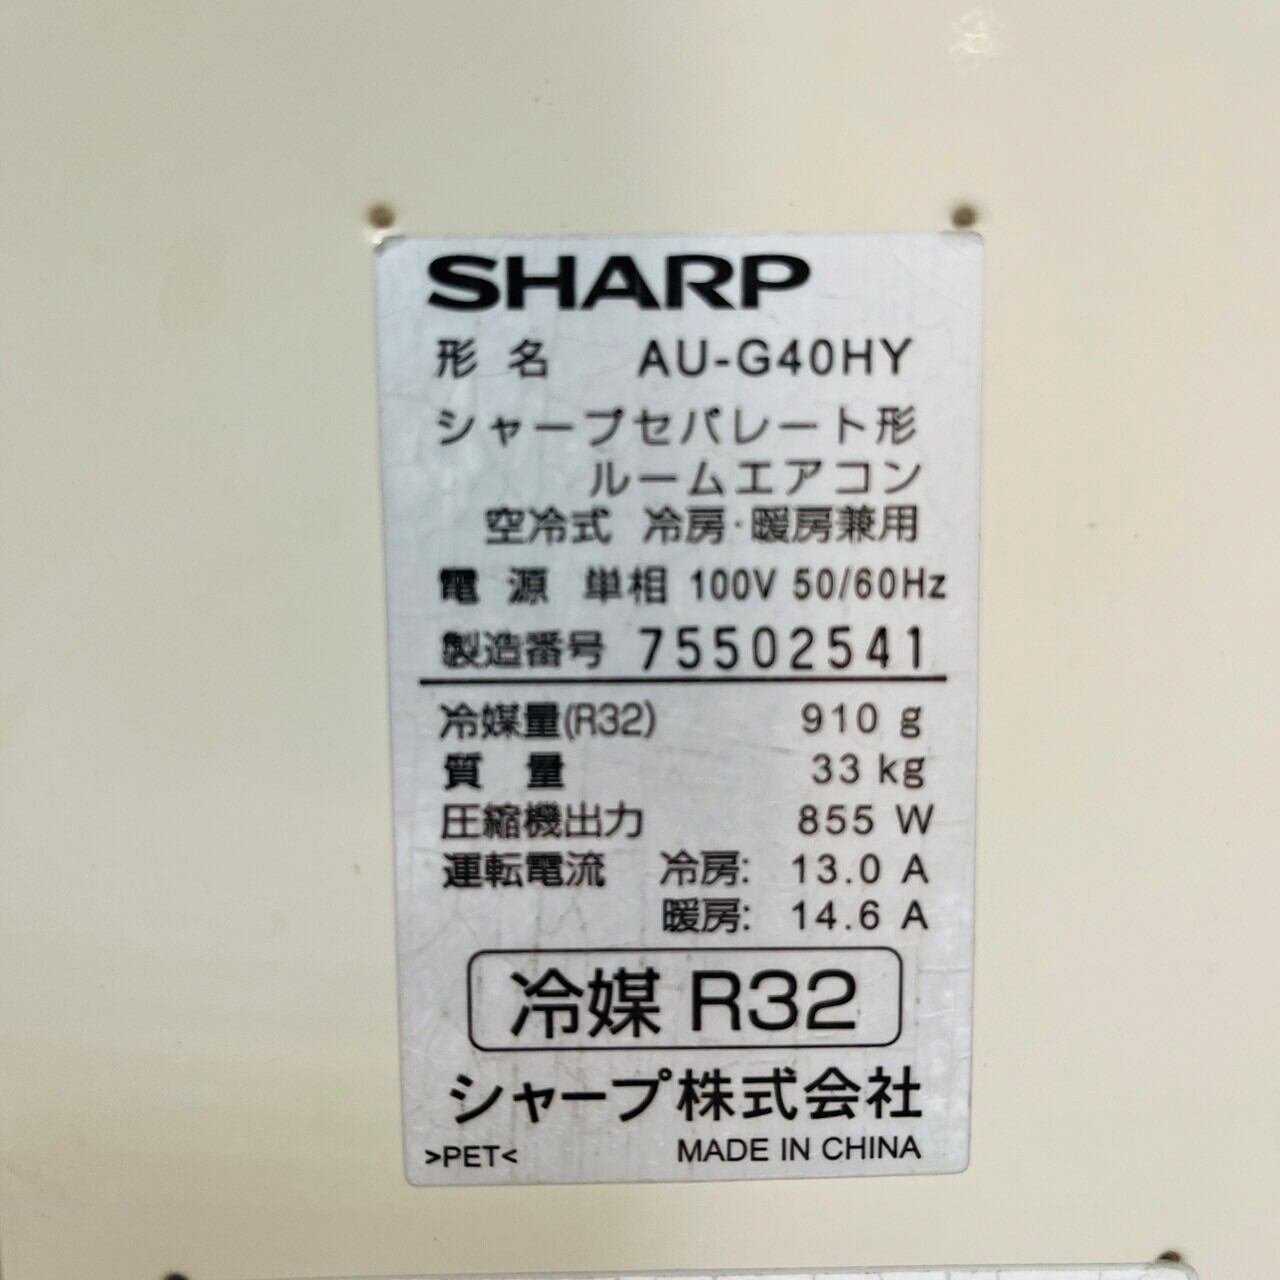 SHARP
形 名 AU-G40HY
シャープセパレート形
ルームエアコン
空冷式 冷房·暖房兼用
電 源 単相 100V 50/60Hz
製造番号 75502541
冷媒量(R32) 910 g
質 量 33 kg
圧縮機出力 855 W
運転電流 冷房: 13.0 A
暖房: 14.6 A
冷媒 R32
シャープ株式会社
>PET< MADE IN CHINA